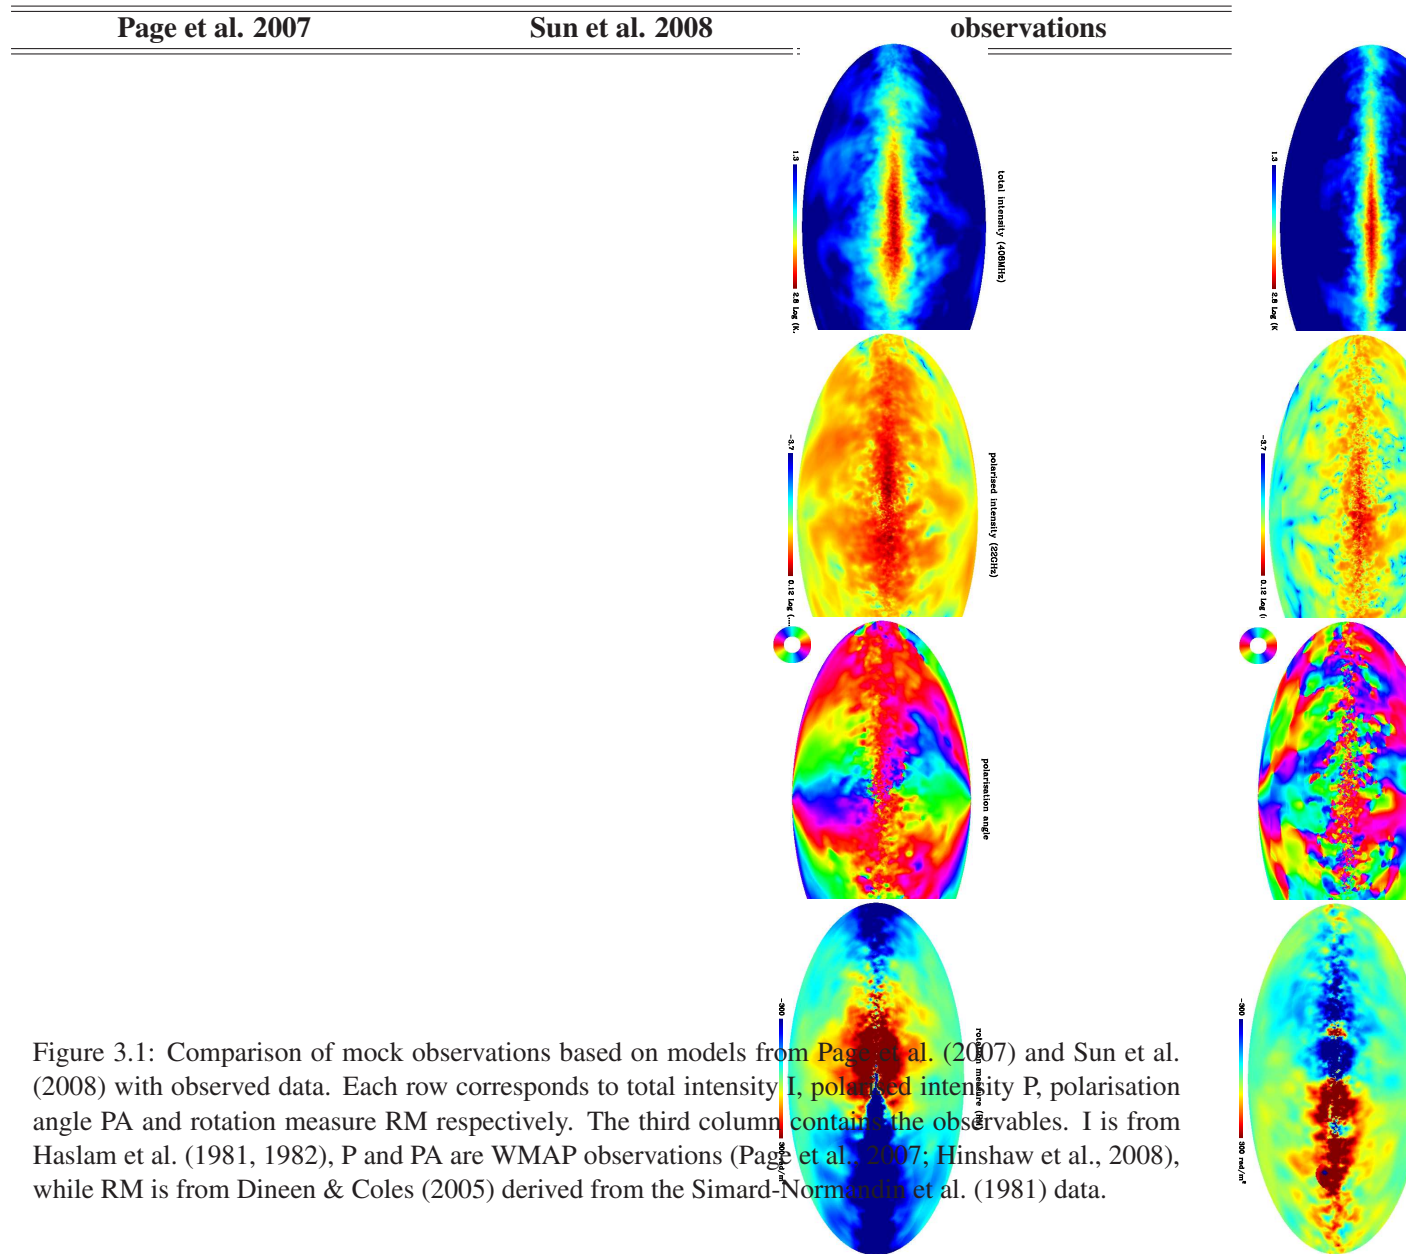 Page et al. 2007 Sun et al. 2008 observations
1.3
2.8 Log (K.
total intensity (408MHz)
1.3
2.8 Log (K
-3.7
0.12 Log (....
polarised intensity (22GHz)
-3.7
0.12 Log (
polarisation angle
-300
300 rad/m²
-300
300 rad/m²
Figure 3.1: Comparison of mock observations based on models from Page et al. (2007) and Sun et al.
(2008) with observed data. Each row corresponds to total intensity I, polarised intensity P, polarisation
angle PA and rotation measure RM respectively. The third column contains the observables. I is from
Haslam et al. (1981, 1982), P and PA are WMAP observations (Page et al., 2007; Hinshaw et al., 2008),
while RM is from Dineen & Coles (2005) derived from the Simard-Normandin et al. (1981) data.